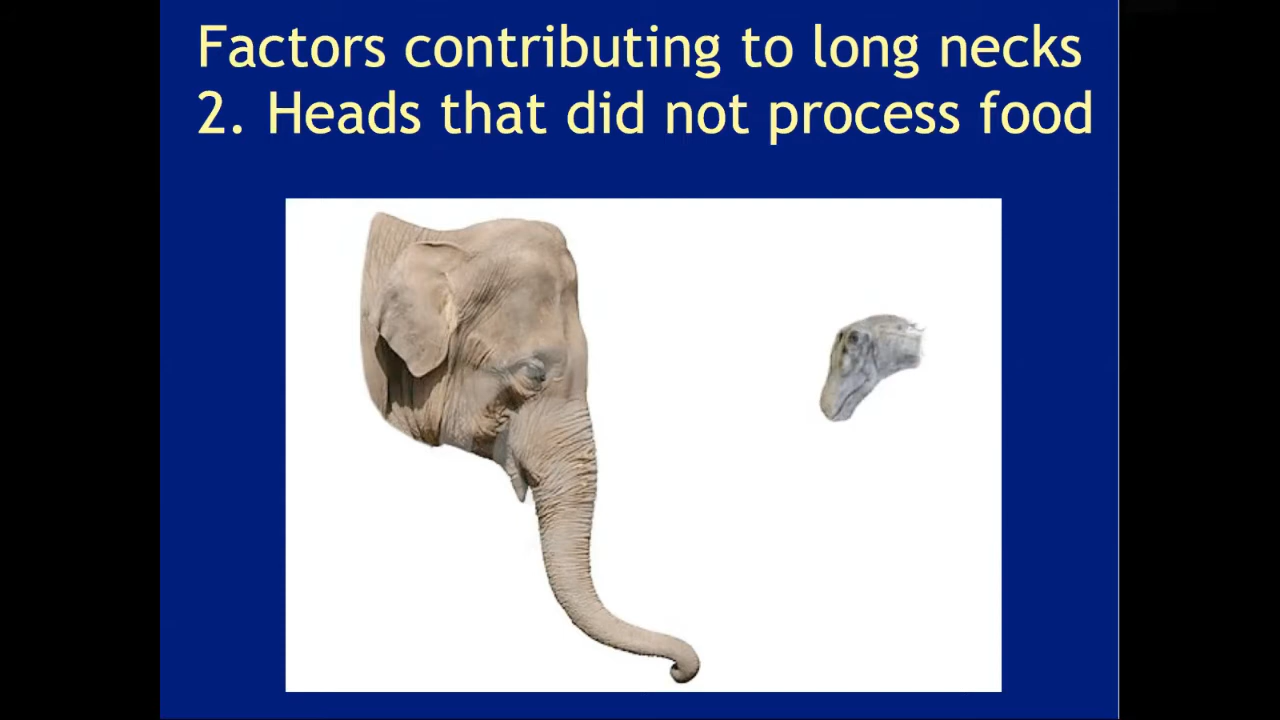 Factors contributing to long necks
2. Heads that did not process food